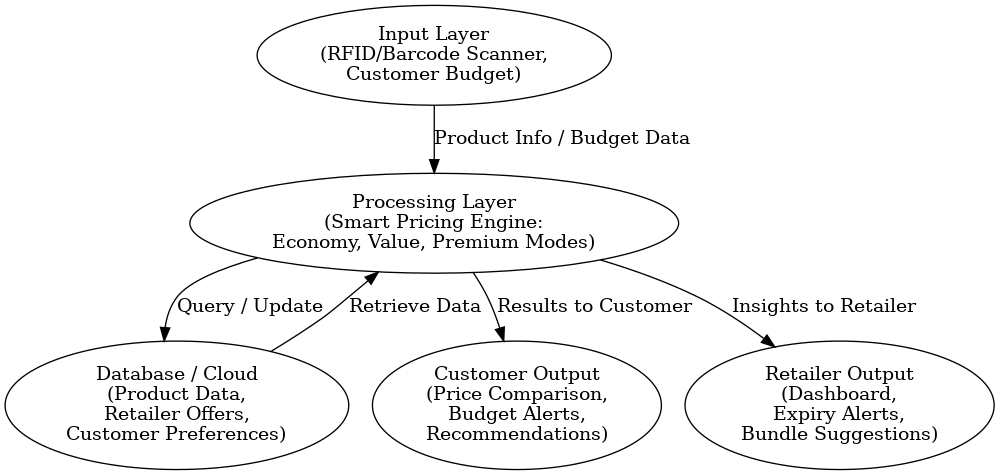 Input Layer
(RFID/Barcode Scanner,
Customer Budget)
Product Info / Budget Data
Processing Layer
(Smart Pricing Engine:
Economy, Value, Premium Modes)
Query / Update
Retrieve Data
Results to Customer
Insights to Retailer
Database / Cloud
(Product Data,
Retailer Offers,
Customer Preferences)
Customer Output
(Price Comparison,
Budget Alerts,
Recommendations)
Retailer Output
(Dashboard,
Expiry Alerts,
Bundle Suggestions)